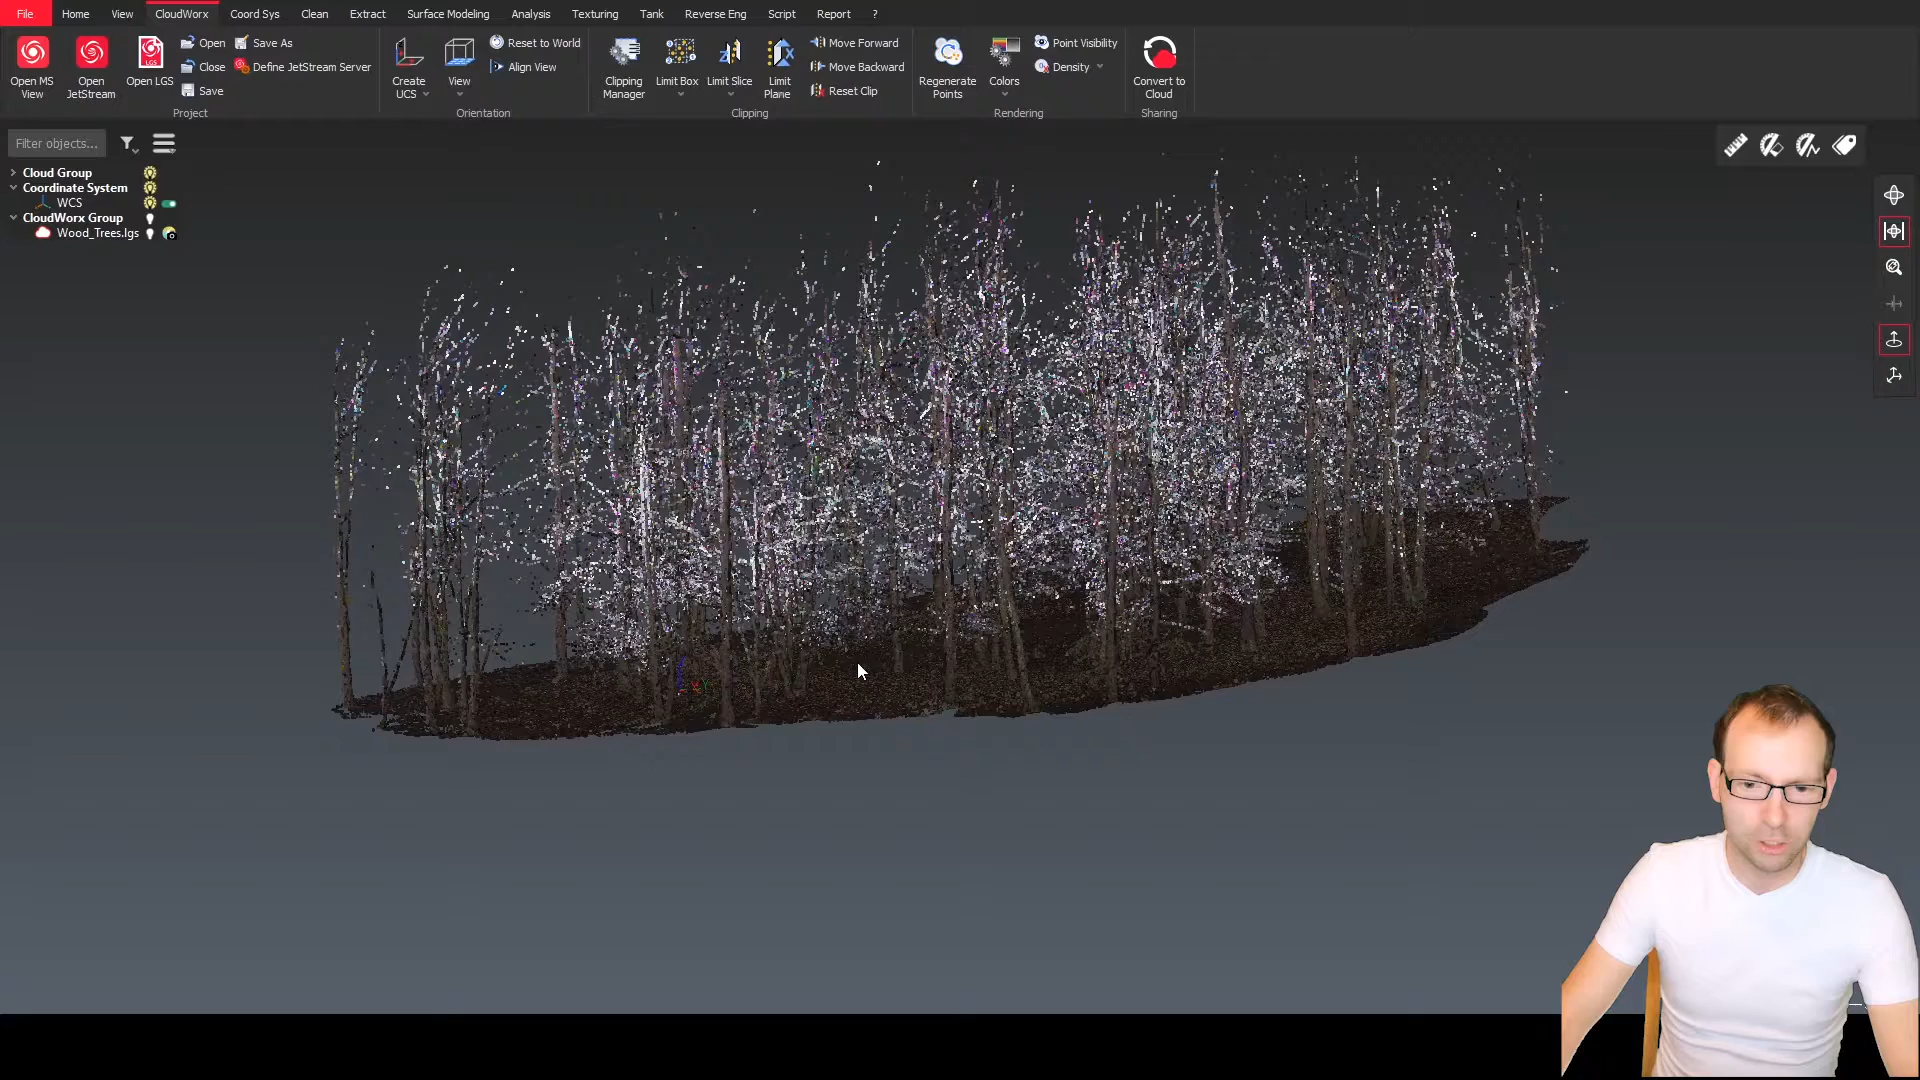 File Home View CloudWorx Coord Sys Clean Extract Surface Modeling Analysis Texturing Tank Reverse Eng Script Report ?
Open MS View
Open JetStream
Open LGS
LGS
Open Save As
Close Define JetStream Server
Save
Project
Create UCS
View
Reset to World
Align View
Orientation
Clipping Manager
Limit Box
Limit Slice
Limit Plane
Move Forward
Move Backward
Reset Clip
Clipping
Regenerate Points
Colors
Point Visibility
Density
Rendering
Convert to Cloud
Sharing
Filter objects...
Cloud Group
Coordinate System
WCS
CloudWorx Group
Wood_Trees.lgs